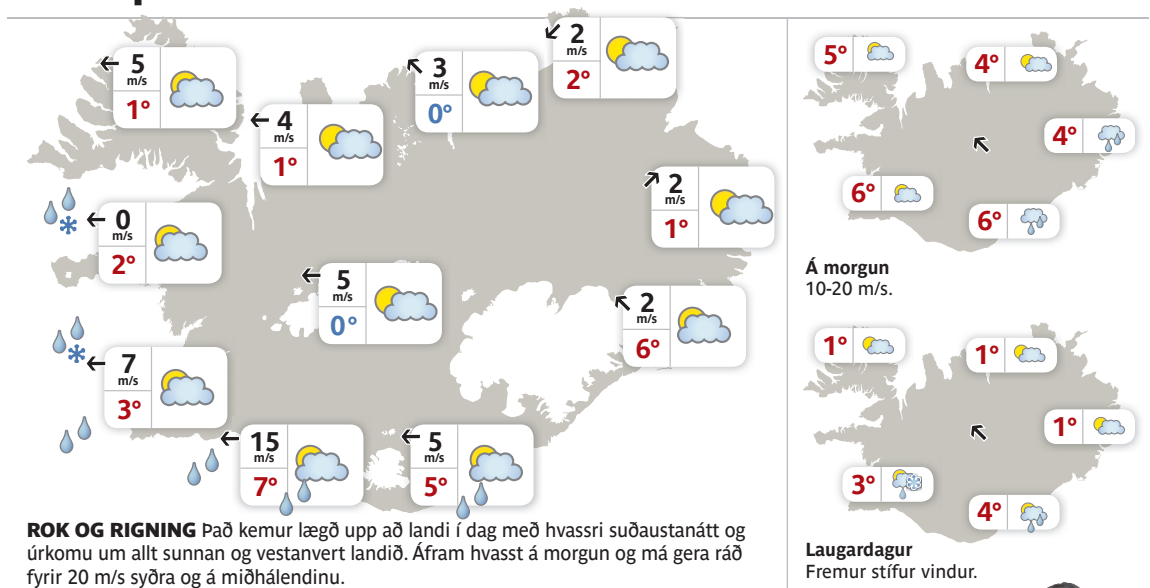 5
m/s
1°
4
m/s
1°
3
m/s
0°
2
m/s
2°
0
m/s
2°
2
m/s
1°
5
m/s
0°
2
m/s
6°
7
m/s
3°
15
m/s
7°
5
m/s
5°
ROK OG RIGNING Það kemur lægð upp að landi í dag með hvassri suðaustanátt og
úrkomu um allt sunnan og vestanvert landið. Áfram hvasst á morgun og má gera ráð
fyrir 20 m/s syðra og á miðhálendinu.
5°
4°
4°
6°
6°
Á morgun
10-20 m/s.
1°
1°
1°
3°
4°
Laugardagur
Fremur stífur vindur.